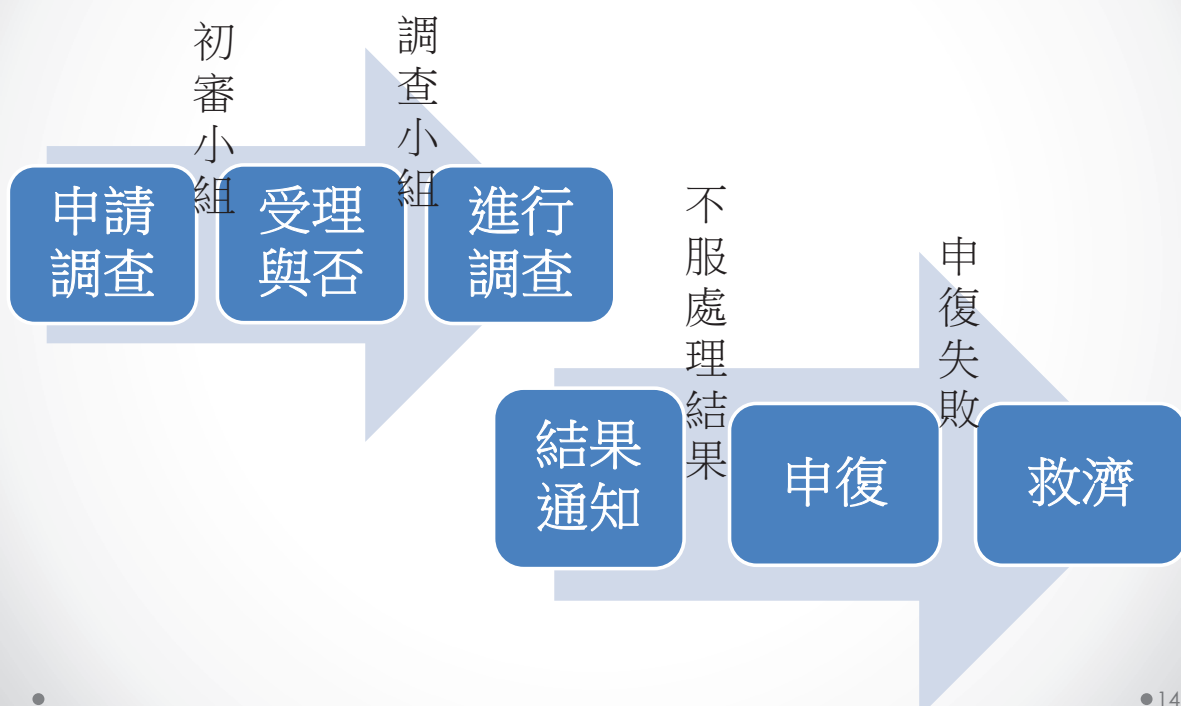 初審小組
調查小組
申請
調查
受理
與否
進行
調查
不服處理結果
申復失敗
結果
通知
申復
救濟
14